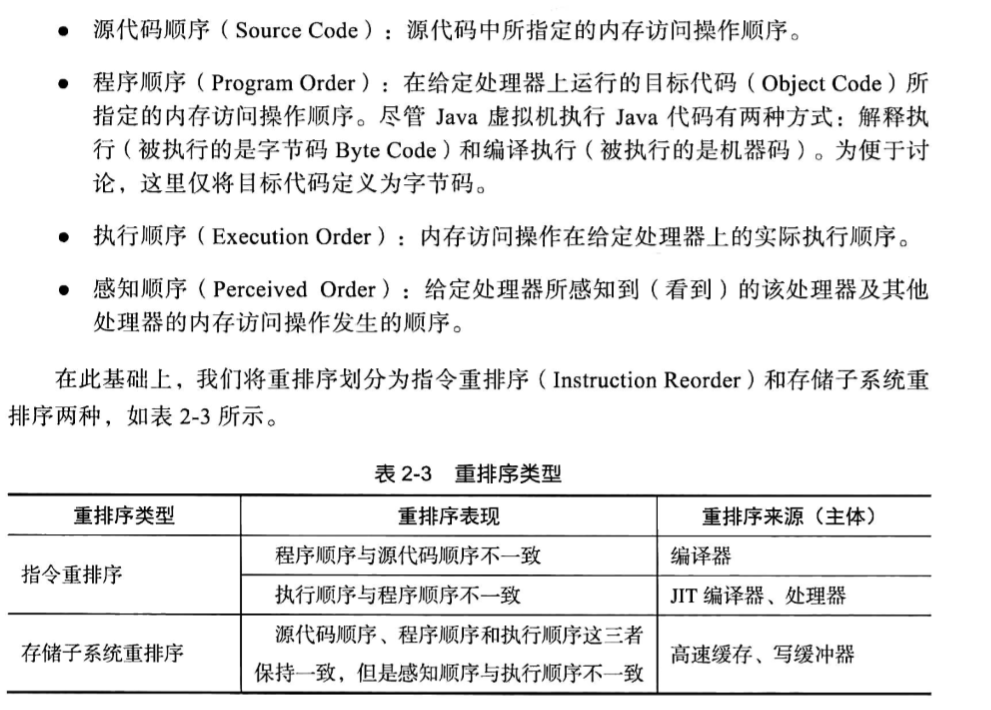 ● 源代码顺序（Source Code）：源代码中所指定的内存访问操作顺序。
● 程序顺序（Program Order）：在给定处理器上运行的目标代码（Object Code）所
指定的内存访问操作顺序。尽管 Java 虚拟机执行 Java 代码有两种方式：解释执
行（被执行的是字节码 Byte Code）和编译执行（被执行的是机器码）。为便于讨
论，这里仅将目标代码定义为字节码。
● 执行顺序（Execution Order）：内存访问操作在给定处理器上的实际执行顺序。
● 感知顺序（Perceived Order）：给定处理器所感知到（看到）的该处理器及其他
处理器的内存访问操作发生的顺序。
在此基础上，我们将重排序划分为指令重排序（Instruction Reorder）和存储子系统重
排序两种，如表 2-3 所示。
表 2-3 重排序类型
重排序类型 重排序表现 重排序来源（主体）
指令重排序 程序顺序与源代码顺序不一致 编译器
执行顺序与程序顺序不一致 JIT 编译器、处理器
存储子系统重排序 源代码顺序、程序顺序和执行顺序这三者 高速缓存、写缓冲器
保持一致，但是感知顺序与执行顺序不一致